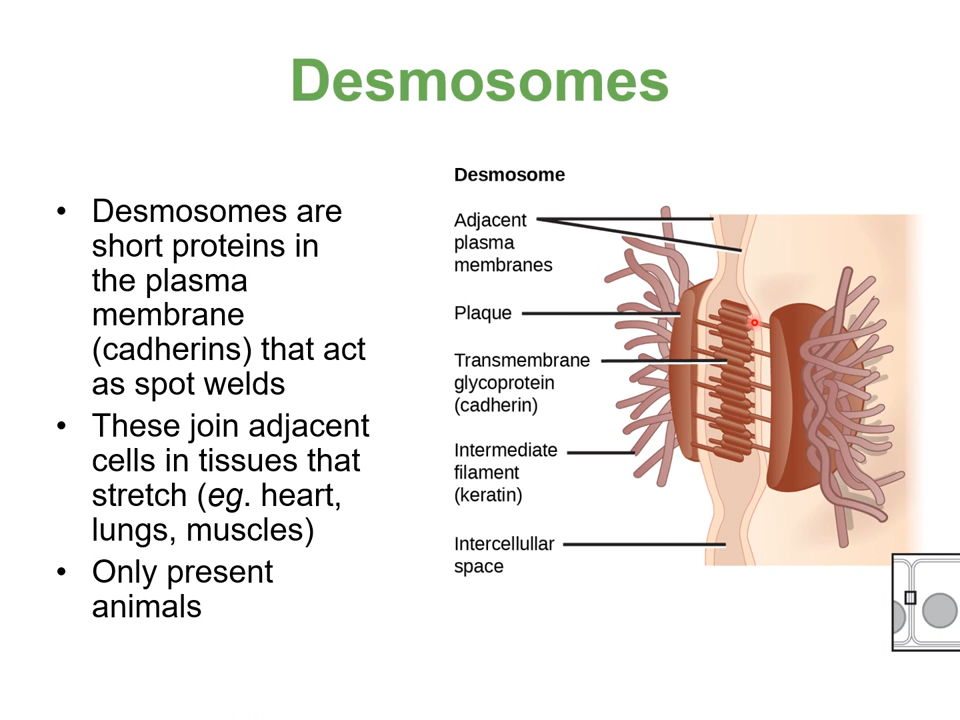 Desmosomes
• Desmosomes are
short proteins in
the plasma
membrane
(cadherins) that act
as spot welds
• These join adjacent
cells in tissues that
stretch (eg. heart,
lungs, muscles)
• Only present
animals
Desmosome
Adjacent
plasma
membranes
Plaque
Transmembrane
glycoprotein
(cadherin)
Intermediate
filament
(keratin)
Intercellullar
space